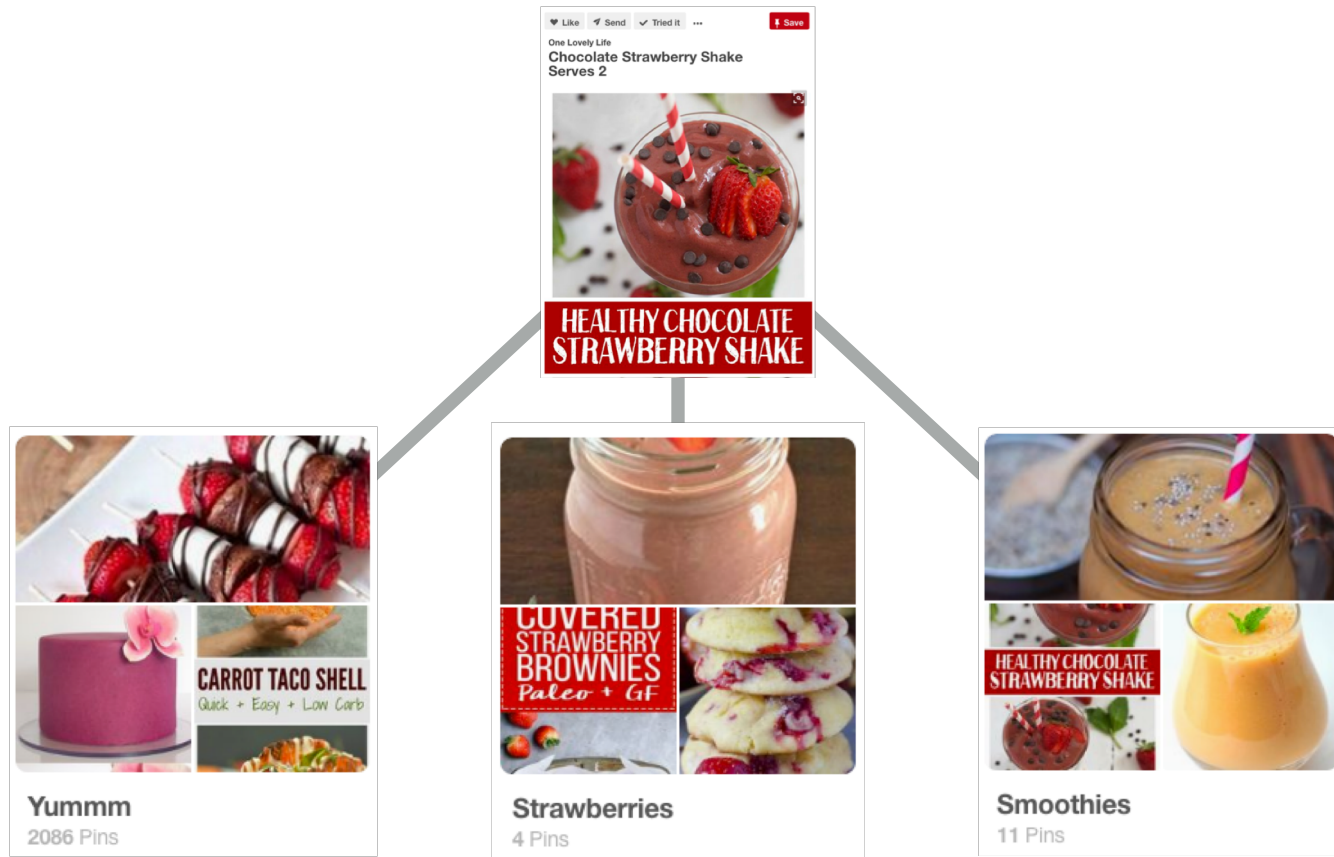 Like Send Tried it ... Save
One Lovely Life
Chocolate Strawberry Shake
Serves 2
HEALTHY CHOCOLATE
STRAWBERRY SHAKE
CARROT TACO SHELL
Quick + Easy + Low Carb
Yummm
2086 Pins
COVERED
STRAWBERRY
BROWNIES
Paleo + GF
Strawberries
4 Pins
HEALTHY CHOCOLATE
STRAWBERRY SHAKE
Smoothies
11 Pins